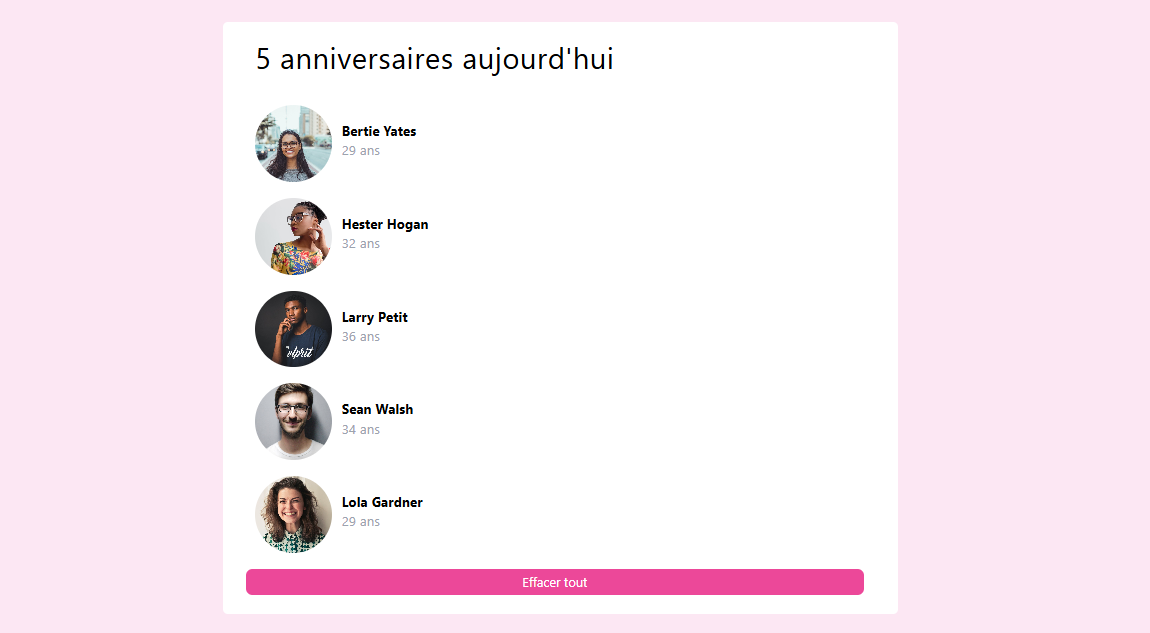 5 anniversaires aujourd'hui
Bertie Yates
29 ans
Hester Hogan
32 ans
Larry Petit
36 ans
Sean Walsh
34 ans
Lola Gardner
29 ans
Effacer tout